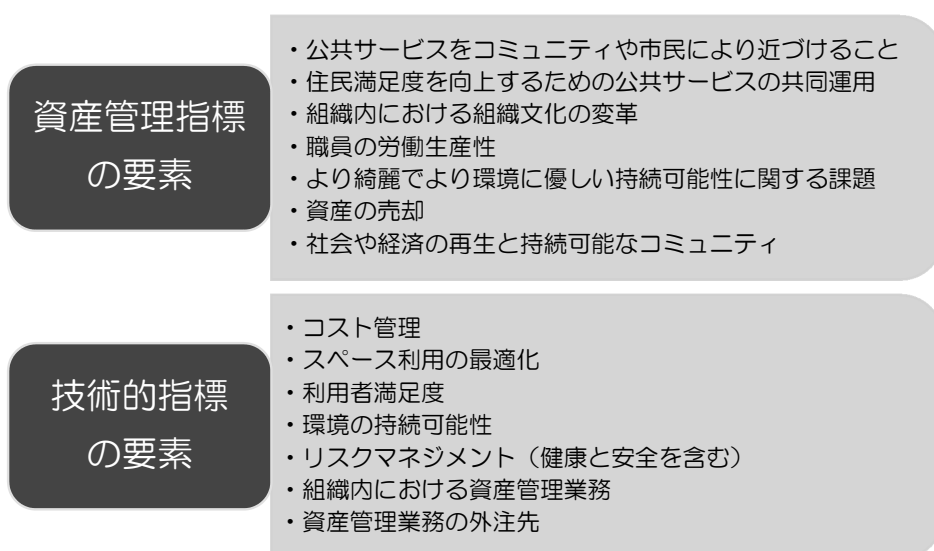 資産管理指標
の要素
・公共サービスをコミュニティや市民により近づけること
・住民満足度を向上するための公共サービスの共同運用
・組織内における組織文化の変革
・職員の労働生産性
・より綺麗でより環境に優しい持続可能性に関する課題
・資産の売却
・社会や経済の再生と持続可能なコミュニティ
技術的指標
の要素
・コスト管理
・スペース利用の最適化
・利用者満足度
・環境の持続可能性
・リスクマネジメント（健康と安全を含む）
・組織内における資産管理業務
・資産管理業務の外注先